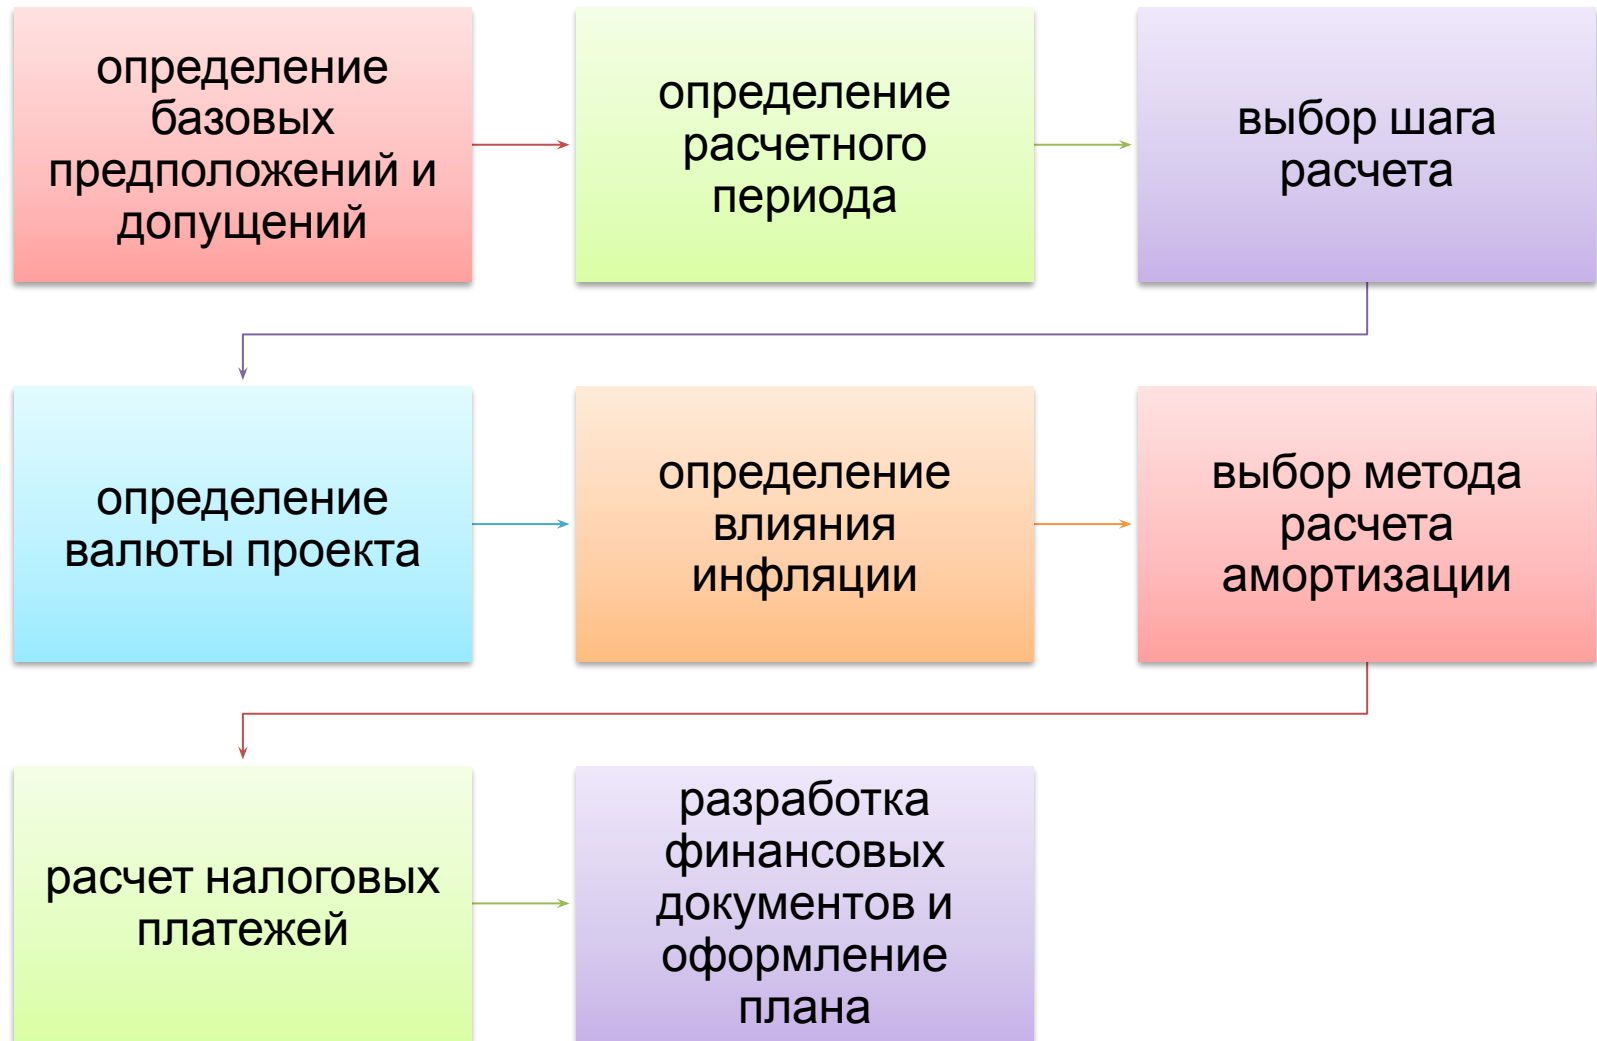 определение
базовых
предположений и
допущений
определение
расчетного
периода
выбор шага
расчета
определение
валюты проекта
определение
влияния
инфляции
выбор метода
расчета
амортизации
расчет налоговых
платежей
разработка
финансовых
документов и
оформление
плана